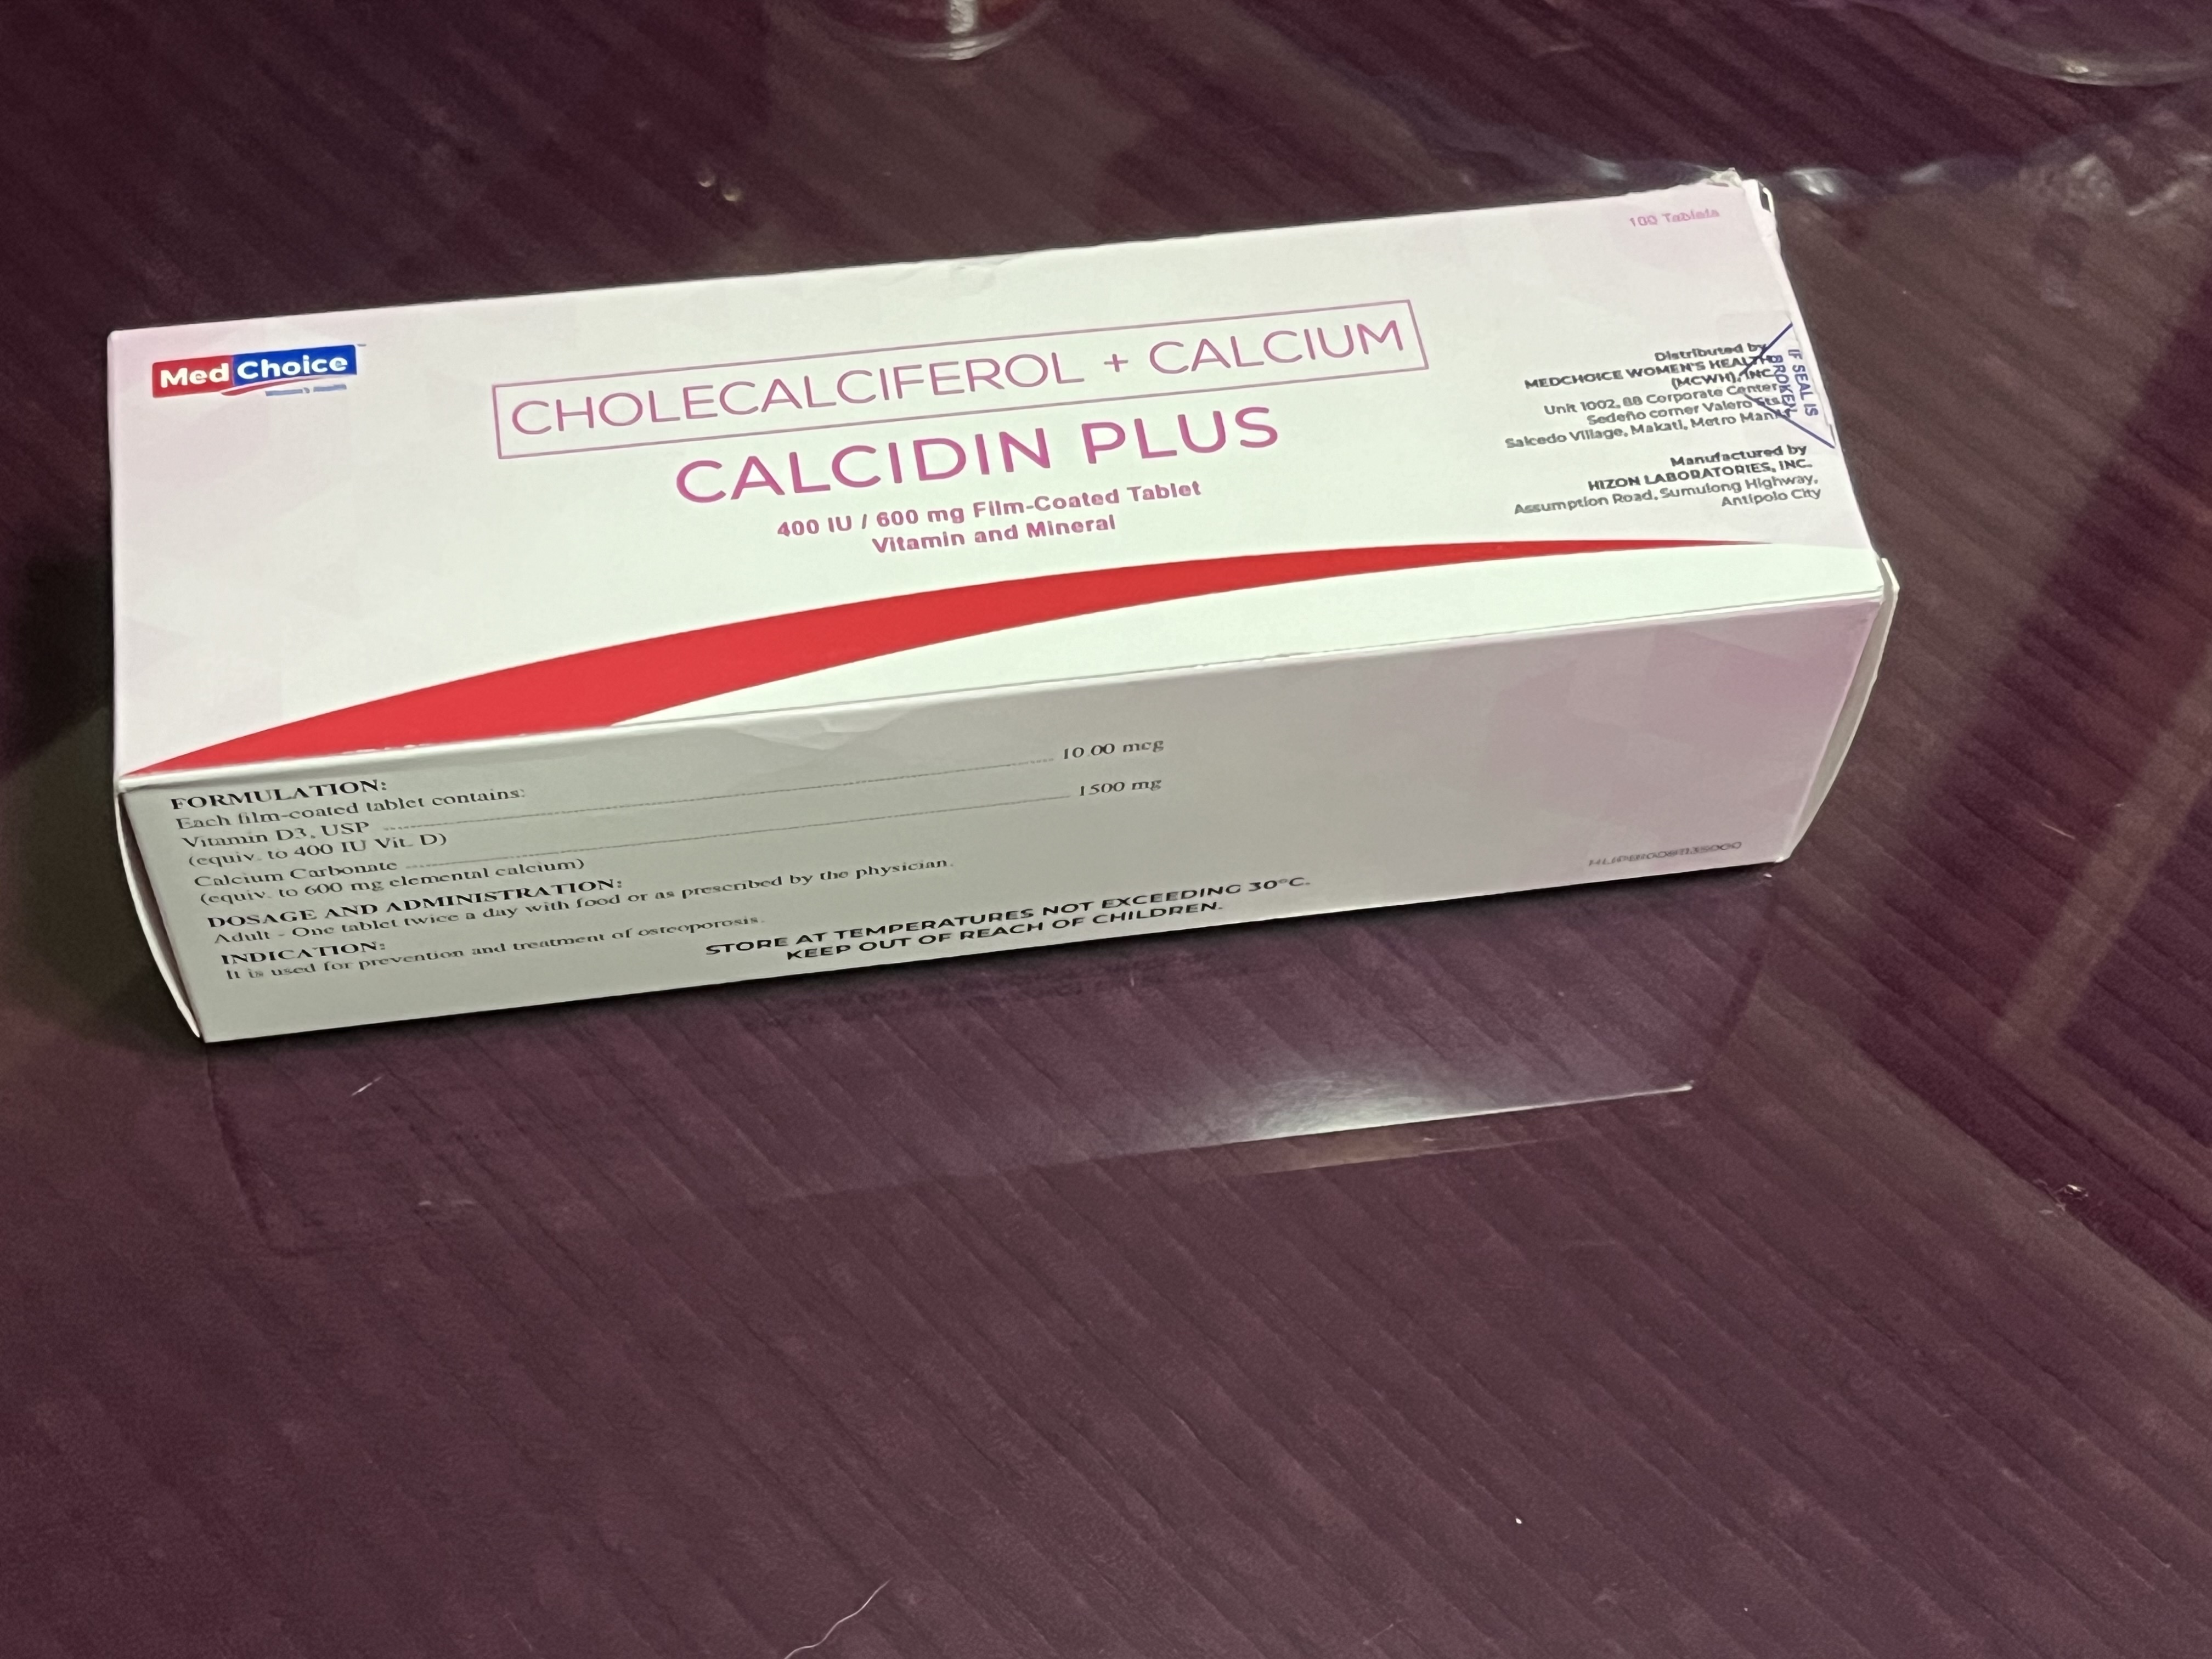 100 Tablets
MedChoice
CHOLECALCIFEROL + CALCIUM
CALCIDIN PLUS
400 IU / 600 mg Film-Coated Tablet
Vitamin and Mineral
Distributed by
MEDCHOICE WOMEN'S HEALTH
(MCWH), INC.
Unit 1002, 88 Corporate Center
Sedeño corner Valero Sts.
Salcedo Village, Makati, Metro Manila
Manufactured by
HIZON LABORATORIES, INC.
Assumption Road, Sumulong Highway,
Antipolo City
IF SEAL IS
BROKEN
FORMULATION:
Each film-coated tablet contains:
Vitamin D3, USP 10.00 mcg
(equiv. to 400 IU Vit. D)
Calcium Carbonate 1500 mg
(equiv. to 600 mg elemental calcium)
DOSAGE AND ADMINISTRATION:
Adult - One tablet twice a day with food or as prescribed by the physician.
INDICATION:
It is used for prevention and treatment of osteoporosis.
STORE AT TEMPERATURES NOT EXCEEDING 30°C.
KEEP OUT OF REACH OF CHILDREN.